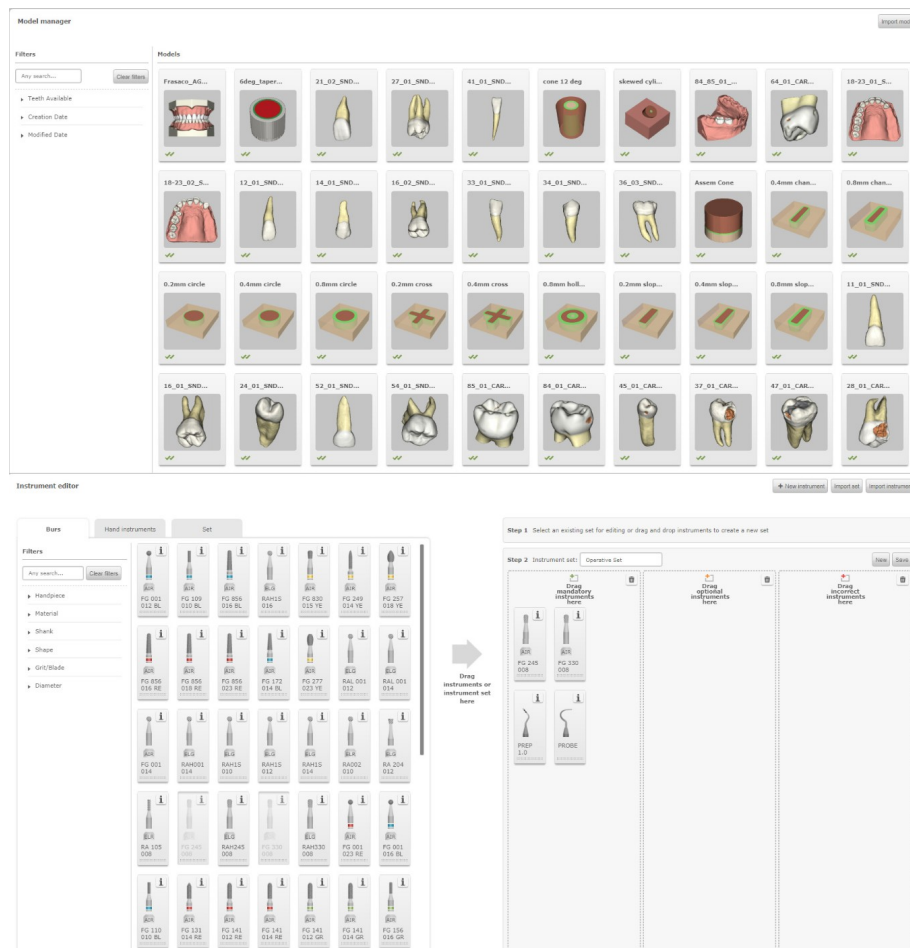 Model manager
Import mod
Filters
Any search...
Clear filters
Teeth Available
Creation Date
Modified Date
Models
Frasaco_AG...
6deg_taper...
21_02_SND...
27_01_SND...
41_01_SND...
cone 12 deg
skewed cyli...
84_85_01_...
64_01_CAR...
18-23_01_S...
18-23_02_S...
12_01_SND...
14_01_SND...
16_02_SND...
33_01_SND...
34_01_SND...
36_03_SND...
Assem Cone
0.4mm chan...
0.8mm chan...
0.2mm circle
0.4mm circle
0.8mm circle
0.2mm cross
0.4mm cross
0.8mm holl...
0.2mm slop...
0.4mm slop...
0.8mm slop...
11_01_SND...
16_01_SND...
24_01_SND...
52_01_SND...
54_01_SND...
85_01_CAR...
84_01_CAR...
45_01_CAR...
37_01_CAR...
47_01_CAR...
28_01_CAR...
Instrument editor
+ New instrument
Import set
Import instrumen
Burs
Hand instruments
Set
Filters
Any search...
Clear filters
Handpiece
Material
Shank
Shape
Grit/Blade
Diameter
FG 001
012 BL
FG 109
010 BL
FG 856
016 BL
RAH1S
016
FG 830
015 YE
FG 249
014 YE
FG 257
018 YE
FG 856
016 RE
FG 856
018 RE
FG 856
023 RE
FG 172
014 BL
FG 277
023 YE
RAL 001
012
RAL 001
014
FG 001
014
RAH001
014
RAH1S
010
RAH1S
012
RAH1S
014
RA002
010
RA 204
012
RA 105
008
FG 245
008
RAH245
008
FG 330
008
RAH330
008
FG 001
023 RE
FG 001
016 BL
FG 110
010 BL
FG 131
014 RE
FG 141
012 RE
FG 141
014 RE
FG 141
012 GR
FG 141
014 GR
FG 156
016 GR
Drag
instruments or
instrument set
here
Step 1 Select an existing set for editing or drag and drop instruments to create a new set
Step 2 Instrument set: Operative Set
New
Save
Drag
mandatory
instruments
here
Drag
optional
instruments
here
Drag
incorrect
instruments
here
FG 245
008
FG 330
008
PREP
1.0
PROBE